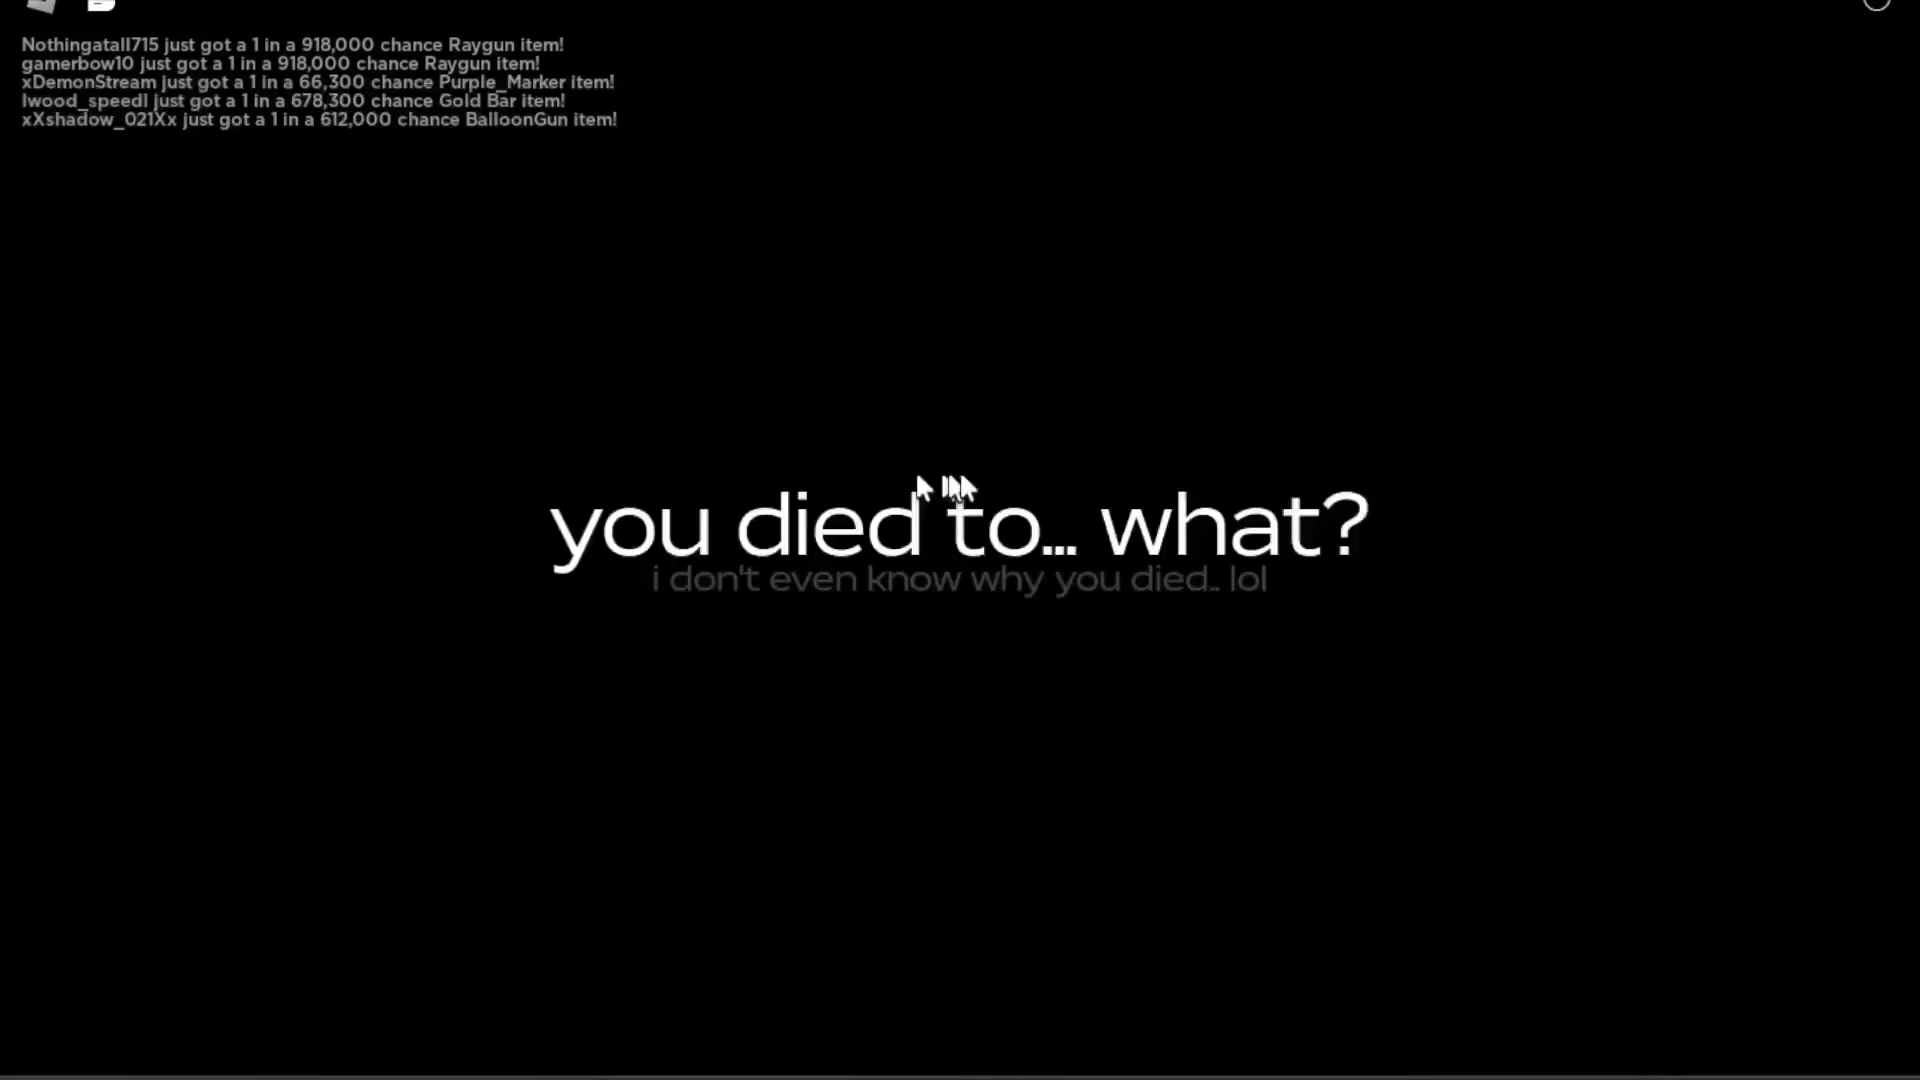 Nothingatall715 just got a 1 in a 918,000 chance Raygun item!
gamerbow10 just got a 1 in a 918,000 chance Raygun item!
xDemonStream just got a 1 in a 66,300 chance Purple_Marker item!
lwood_speedl just got a 1 in a 678,300 chance Gold Bar item!
xXshadow_021Xx just got a 1 in a 612,000 chance BalloonGun item!
you died to... what?
i don't even know why you died.. lol